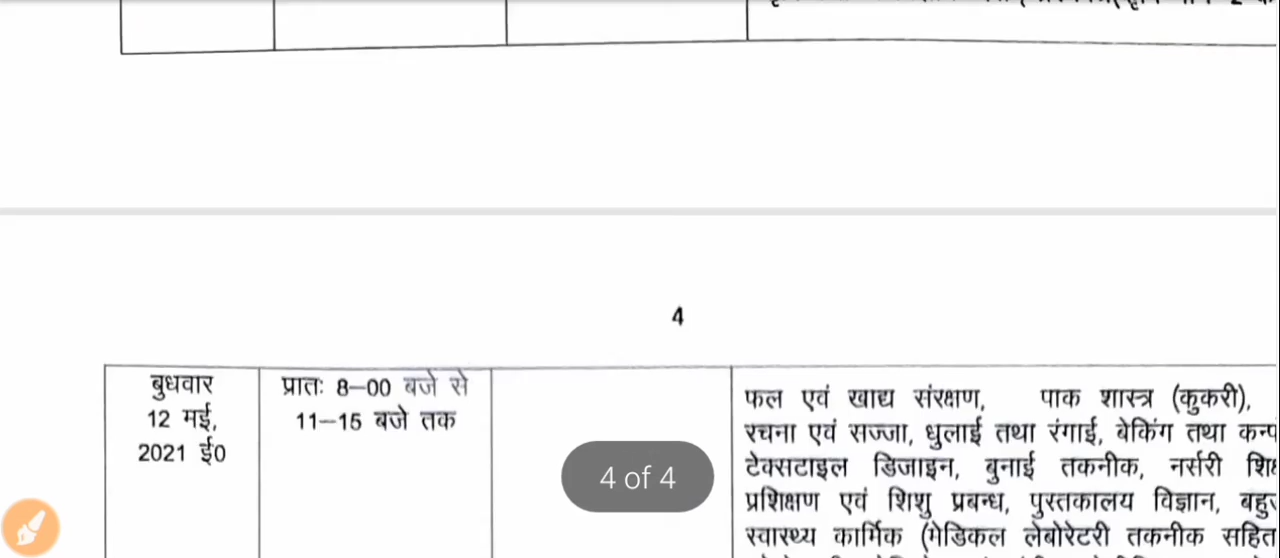 4
बुधवार
12 मई,
2021 ई0
प्रातः 8–00 बजे से
11–15 बजे तक
फल एवं खाद्य संरक्षण, पाक शास्त्र (कुकरी),
रचना एवं सज्जा, धुलाई तथा रंगाई, बेकिंग तथा
टेक्सटाइल डिजाइन, बुनाई तकनीक, नर्सरी
प्रशिक्षण एवं शिशु प्रबन्ध, पुस्तकालय विज्ञान,
स्वास्थ्य कार्मिक (मेडिकल लेबोरेटरी तकनीक सहित
4 of 4